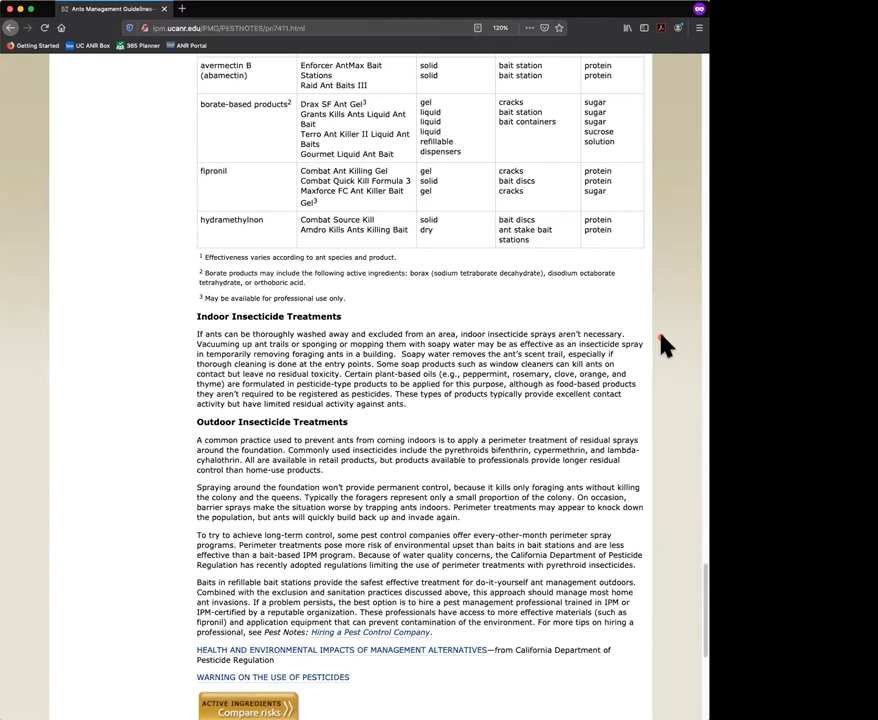 Ants Management Guidelines—
ipm.ucanr.edu/PMG/PESTNOTES/pn7411.html
120%
Getting Started UC ANR Box 365 Planner ANR Portal
avermectin B Enforcer AntMax Bait solid bait station protein
(abamectin) Stations solid bait station protein
Raid Ant Baits III
borate-based products2 Drax SF Ant Gel3 gel cracks sugar
Grants Kills Ants Liquid Ant liquid bait station sugar
Bait liquid bait containers sugar
Terro Ant Killer II Liquid Ant liquid sucrose
Baits refillable solution
Gourmet Liquid Ant Bait dispensers
fipronil Combat Ant Killing Gel gel cracks protein
Combat Quick Kill Formula 3 solid bait discs protein
Maxforce FC Ant Killer Bait gel cracks sugar
Gel3
hydramethylnon Combat Source Kill solid bait discs protein
Amdro Kills Ants Killing Bait dry ant stake bait protein
stations
1 Effectiveness varies according to ant species and product.
2 Borate products may include the following active ingredients: borax (sodium tetraborate decahydrate), disodium octaborate
tetrahydrate, or orthoboric acid.
3 May be available for professional use only.
Indoor Insecticide Treatments
If ants can be thoroughly washed away and excluded from an area, indoor insecticide sprays aren't necessary.
Vacuuming up ant trails or sponging or mopping them with soapy water may be as effective as an insecticide spray
in temporarily removing foraging ants in a building. Soapy water removes the ant's scent trail, especially if
thorough cleaning is done at the entry points. Some soap products such as window cleaners can kill ants on
contact but leave no residual toxicity. Certain plant-based oils (e.g., peppermint, rosemary, clove, orange, and
thyme) are formulated in pesticide-type products to be applied for this purpose, although as food-based products
they aren't required to be registered as pesticides. These types of products typically provide excellent contact
activity but have limited residual activity against ants.
Outdoor Insecticide Treatments
A common practice used to prevent ants from coming indoors is to apply a perimeter treatment of residual sprays
around the foundation. Commonly used insecticides include the pyrethroids bifenthrin, cypermethrin, and lambda-
cyhalothrin. All are available in retail products, but products available to professionals provide longer residual
control than home-use products.
Spraying around the foundation won't provide permanent control, because it kills only foraging ants without killing
the colony and the queens. Typically the foragers represent only a small proportion of the colony. On occasion,
barrier sprays make the situation worse by trapping ants indoors. Perimeter treatments may appear to knock down
the population, but ants will quickly build back up and invade again.
To try to achieve long-term control, some pest control companies offer every-other-month perimeter spray
programs. Perimeter treatments pose more risk of environmental upset than baits in bait stations and are less
effective than a bait-based IPM program. Because of water quality concerns, the California Department of Pesticide
Regulation has recently adopted regulations limiting the use of perimeter treatments with pyrethroid insecticides.
Baits in refillable bait stations provide the safest effective treatment for do-it-yourself ant management outdoors.
Combined with the exclusion and sanitation practices discussed above, this approach should manage most home
ant invasions. If a problem persists, the best option is to hire a pest management professional trained in IPM or
IPM-certified by a reputable organization. These professionals have access to more effective materials (such as
fipronil) and application equipment that can prevent contamination of the environment. For more tips on hiring a
professional, see Pest Notes: Hiring a Pest Control Company.
HEALTH AND ENVIRONMENTAL IMPACTS OF MANAGEMENT ALTERNATIVES—from California Department of
Pesticide Regulation
WARNING ON THE USE OF PESTICIDES
ACTIVE INGREDIENTS
Compare risks